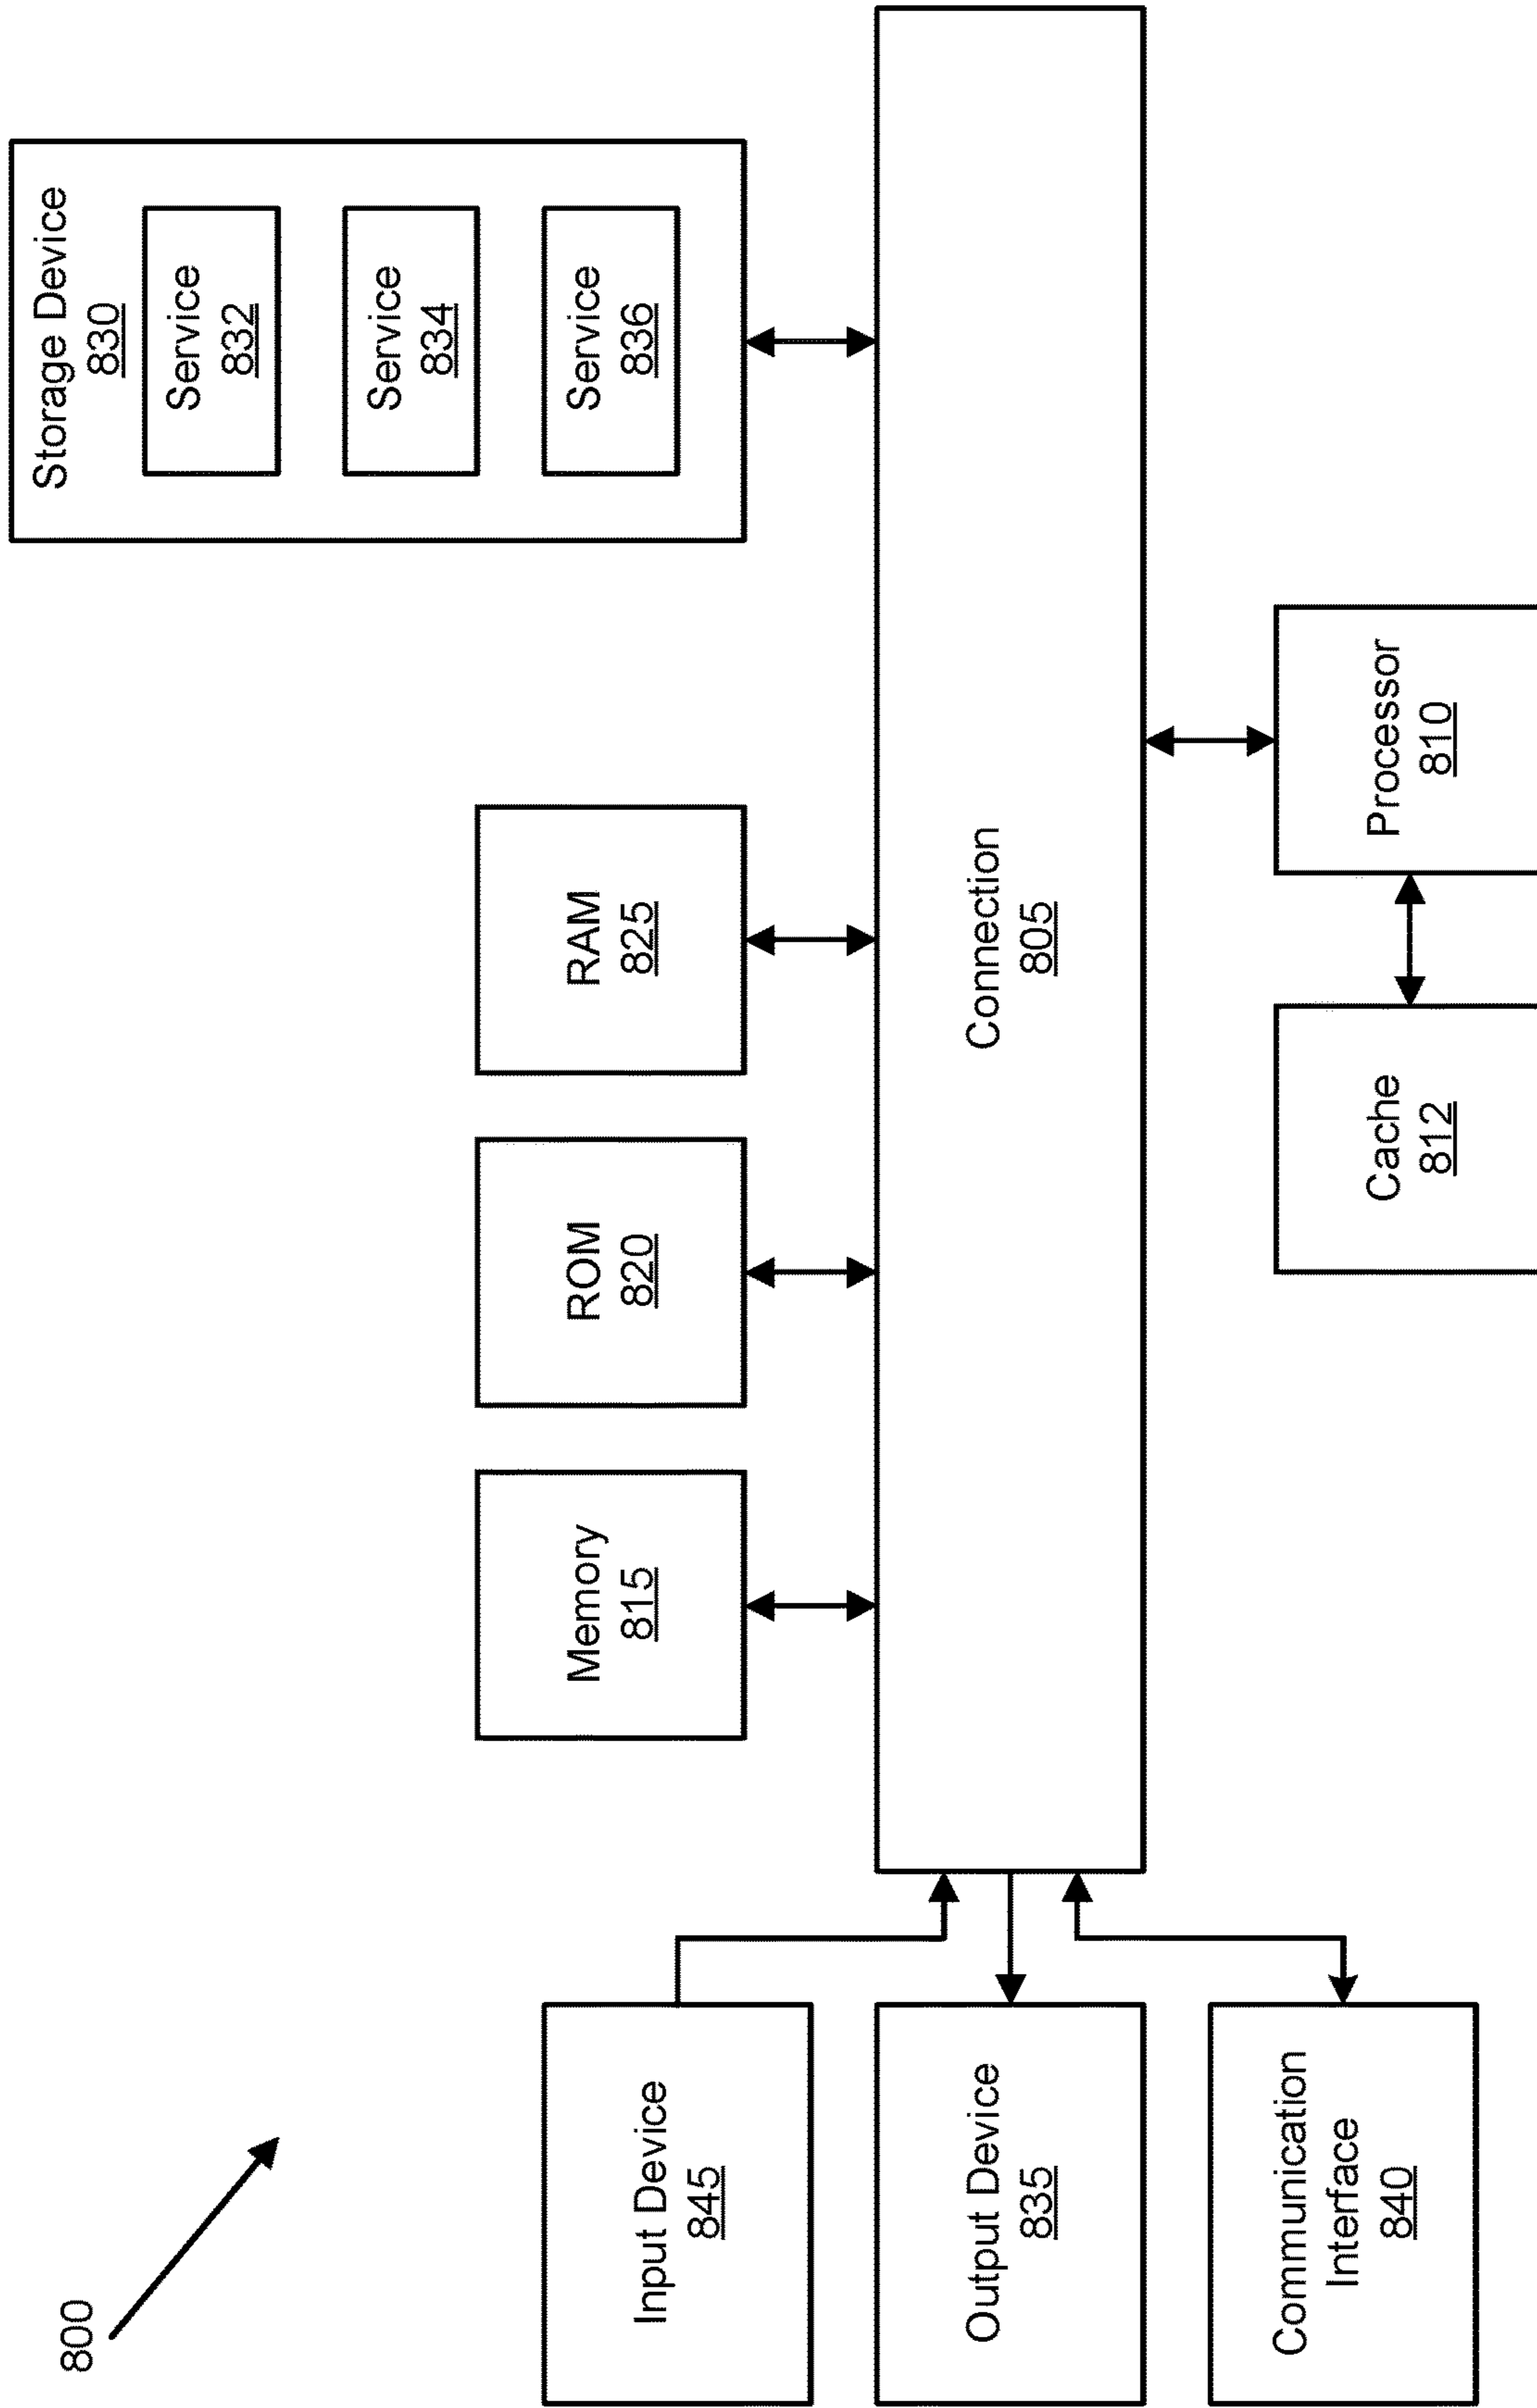 800
Storage Device
830
Service
832
Service
834
Service
836
Input Device
845
Memory
815
ROM
820
RAM
825
Output Device
835
Connection
805
Communication
Interface
840
Cache
812
Processor
810